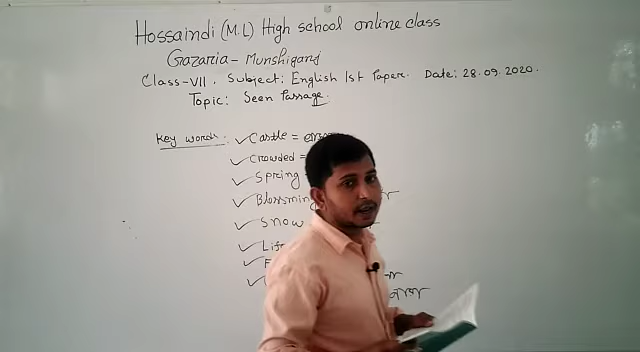 Hossaindi (M.L) High school online class
Gazaria - Munshiganj
Class-VII. Subject: English 1st Paper. Date: 28.09.2020.
Topic: Seen Passage.
Key words: ✓ Castle =
✓ Crowded =
✓ Spring
✓ Blossming
✓ Snow
✓
✓
✓